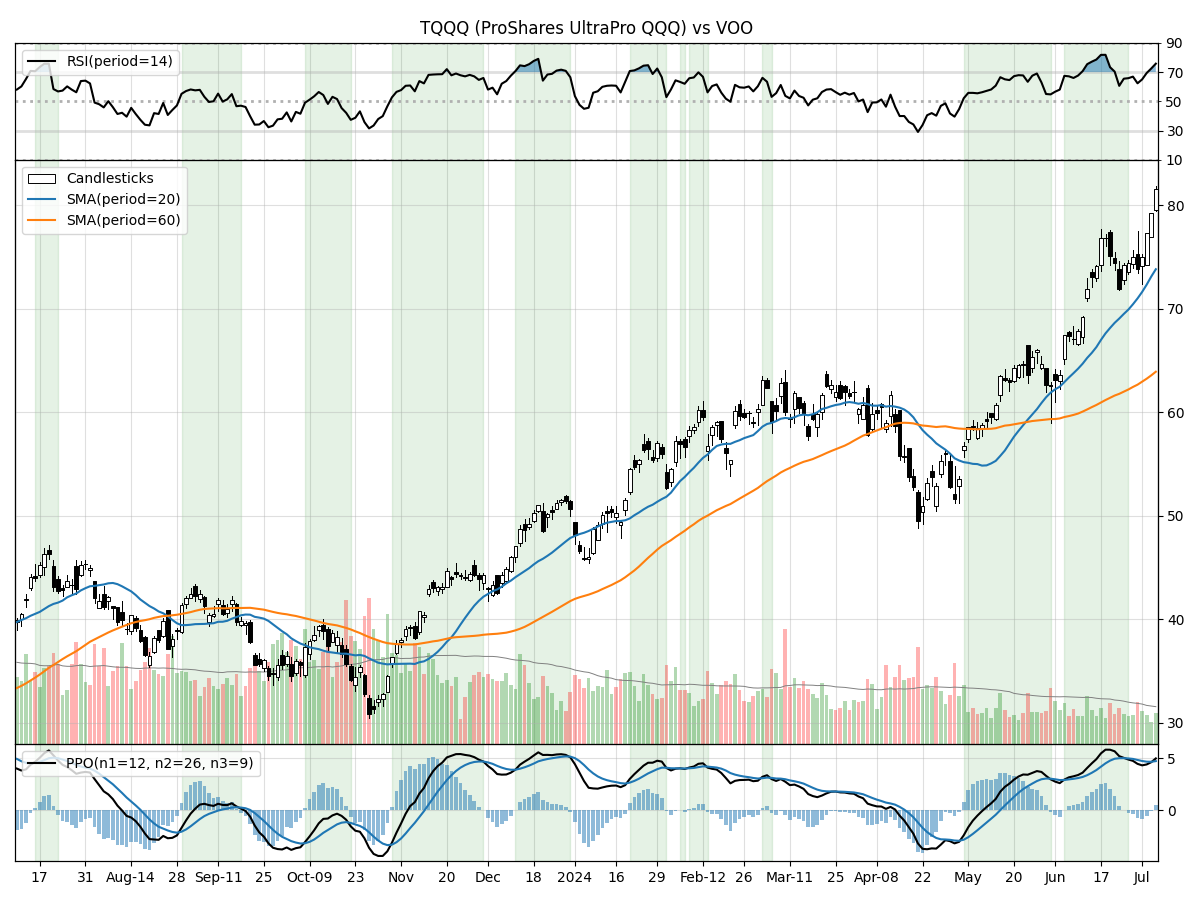 TQQQ (ProShares UltraPro QQQ) vs VOO
RSI(period=14)
90
70
50
30
10
Candlesticks
SMA(period=20)
SMA(period=60)
80
70
60
50
40
30
PPO(n1=12, n2=26, n3=9)
5
0
17 31 Aug-14 28 Sep-11 25 Oct-09 23 Nov 20 Dec 18 2024 16 29 Feb-12 26 Mar-11 25 Apr-08 22 May 20 Jun 17 Jul